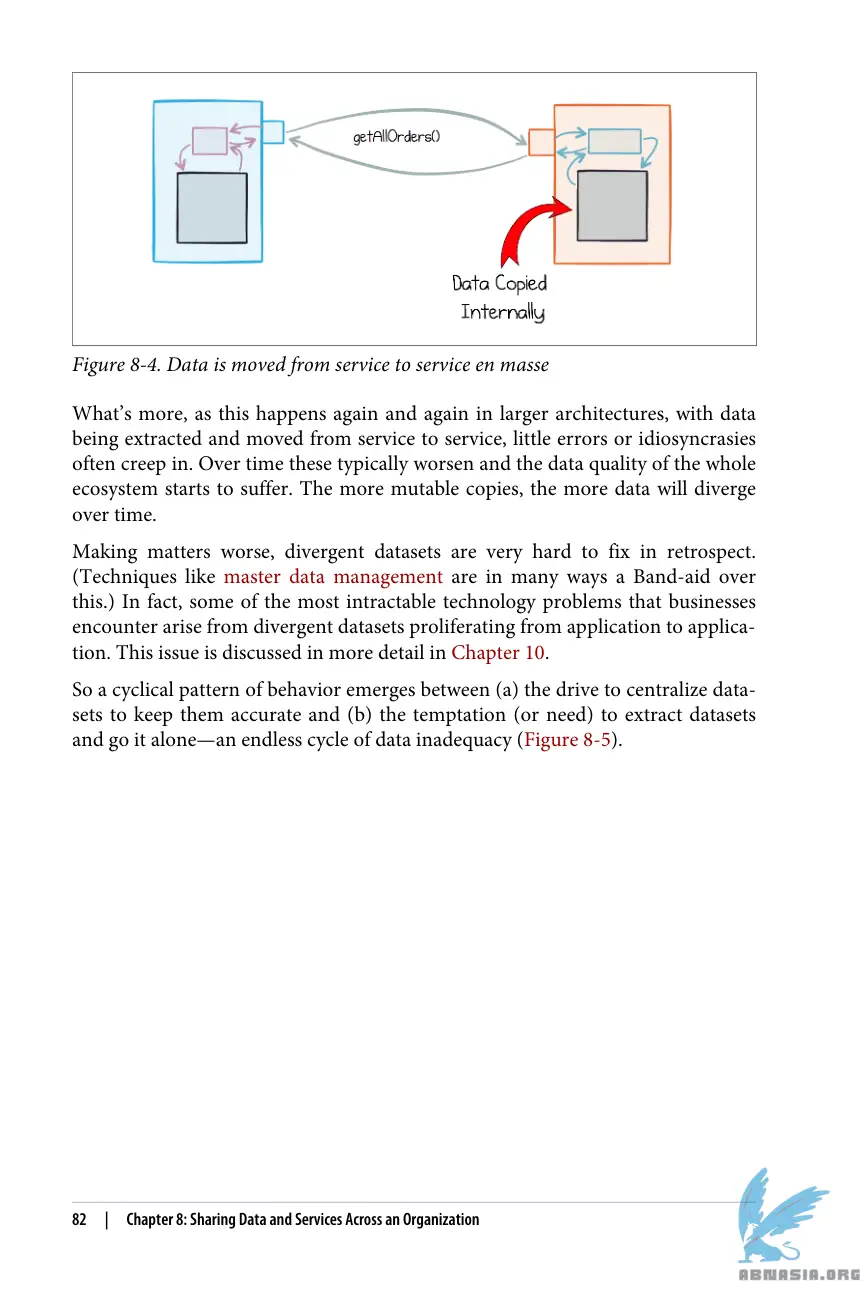 getAllOrders()
Data Copied
Internally
Figure 8-4. Data is moved from service to service en masse
What’s more, as this happens again and again in larger architectures, with data
being extracted and moved from service to service, little errors or idiosyncrasies
often creep in. Over time these typically worsen and the data quality of the whole
ecosystem starts to suffer. The more mutable copies, the more data will diverge
over time.
Making matters worse, divergent datasets are very hard to fix in retrospect.
(Techniques like master data management are in many ways a Band-aid over
this.) In fact, some of the most intractable technology problems that businesses
encounter arise from divergent datasets proliferating from application to applica-
tion. This issue is discussed in more detail in Chapter 10.
So a cyclical pattern of behavior emerges between (a) the drive to centralize data-
sets to keep them accurate and (b) the temptation (or need) to extract datasets
and go it alone—an endless cycle of data inadequacy (Figure 8-5).
82 | Chapter 8: Sharing Data and Services Across an Organization
ABNASIA.ORG